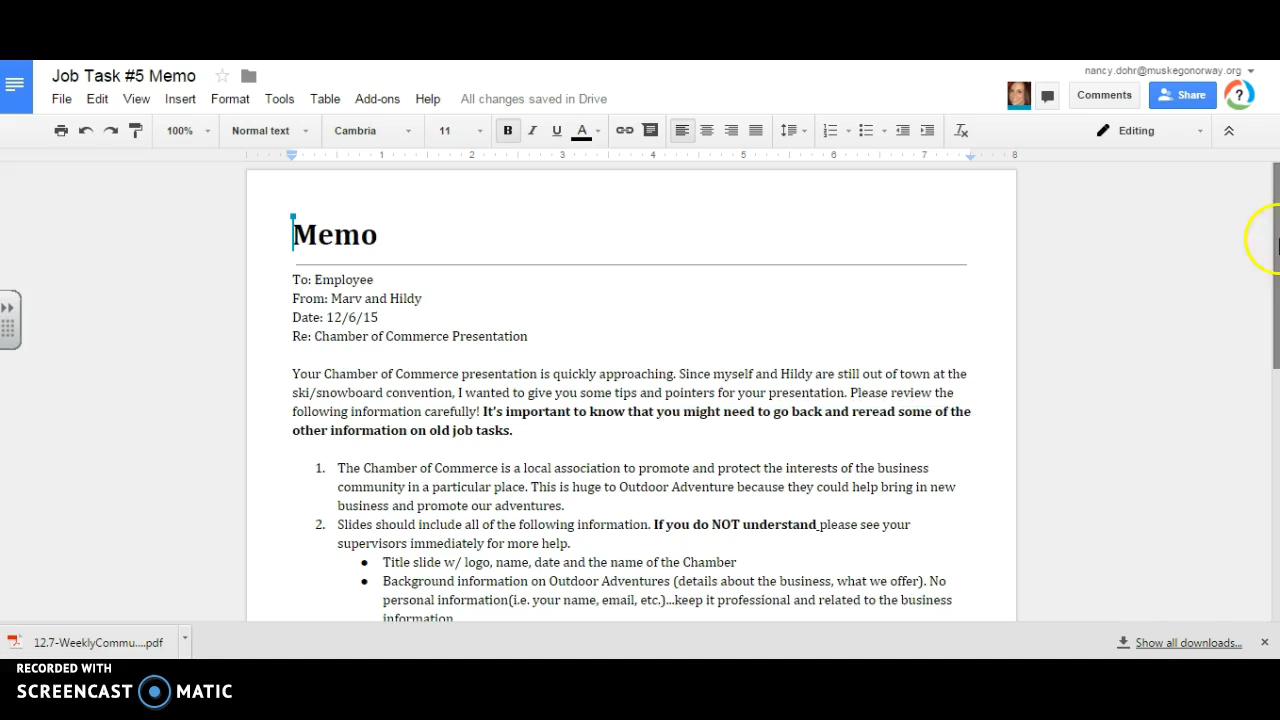 Job Task #5 Memo
nancy.dohr@muskegonorway.org
File Edit View Insert Format Tools Table Add-ons Help All changes saved in Drive
Comments Share ?
100% Normal text Cambria 11 B I U A Editing
1 2 3 4 5 6 7 8
Memo
To: Employee
From: Marv and Hildy
Date: 12/6/15
Re: Chamber of Commerce Presentation
Your Chamber of Commerce presentation is quickly approaching. Since myself and Hildy are still out of town at the
ski/snowboard convention, I wanted to give you some tips and pointers for your presentation. Please review the
following information carefully! It's important to know that you might need to go back and reread some of the
other information on old job tasks.
1. The Chamber of Commerce is a local association to promote and protect the interests of the business
community in a particular place. This is huge to Outdoor Adventure because they could help bring in new
business and promote our adventures.
2. Slides should include all of the following information. If you do NOT understand please see your
supervisors immediately for more help.
● Title slide w/ logo, name, date and the name of the Chamber
● Background information on Outdoor Adventures (details about the business, what we offer). No
personal information(i.e. your name, email, etc.)...keep it professional and related to the business
information
12.7-WeeklyCommu....pdf
Show all downloads...
RECORDED WITH
SCREENCAST MATIC